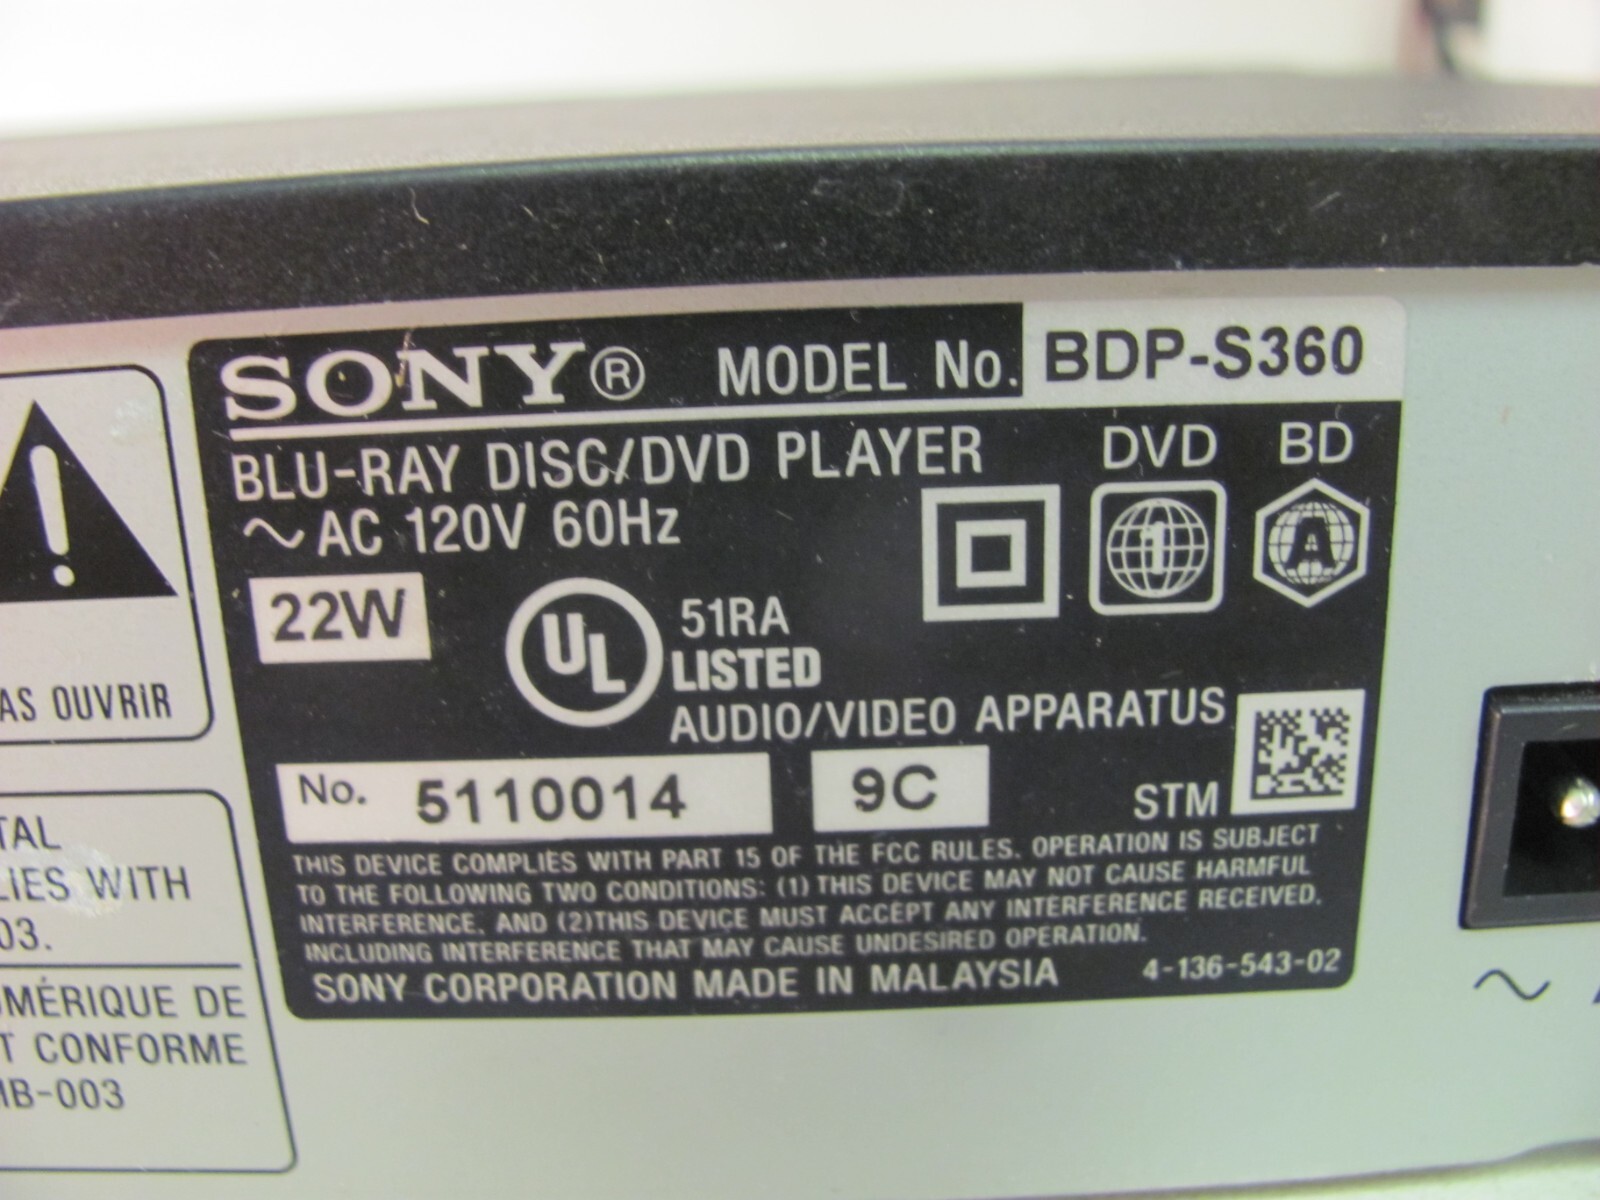 SONY® MODEL No. BDP-S360
BLU-RAY DISC/DVD PLAYER
DVD BD
∼ AC 120V 60Hz
1 A
22W
UL 51RA
LISTED
AUDIO/VIDEO APPARATUS
No. 5110014 9C STM
THIS DEVICE COMPLIES WITH PART 15 OF THE FCC RULES. OPERATION IS SUBJECT
TO THE FOLLOWING TWO CONDITIONS: (1) THIS DEVICE MAY NOT CAUSE HARMFUL
INTERFERENCE, AND (2)THIS DEVICE MUST ACCEPT ANY INTERFERENCE RECEIVED,
INCLUDING INTERFERENCE THAT MAY CAUSE UNDESIRED OPERATION.
SONY CORPORATION MADE IN MALAYSIA 4-136-543-02
!
AS OUVRIR
TAL
LIES WITH
03.
UMÉRIQUE DE
T CONFORME
MB-003
∼